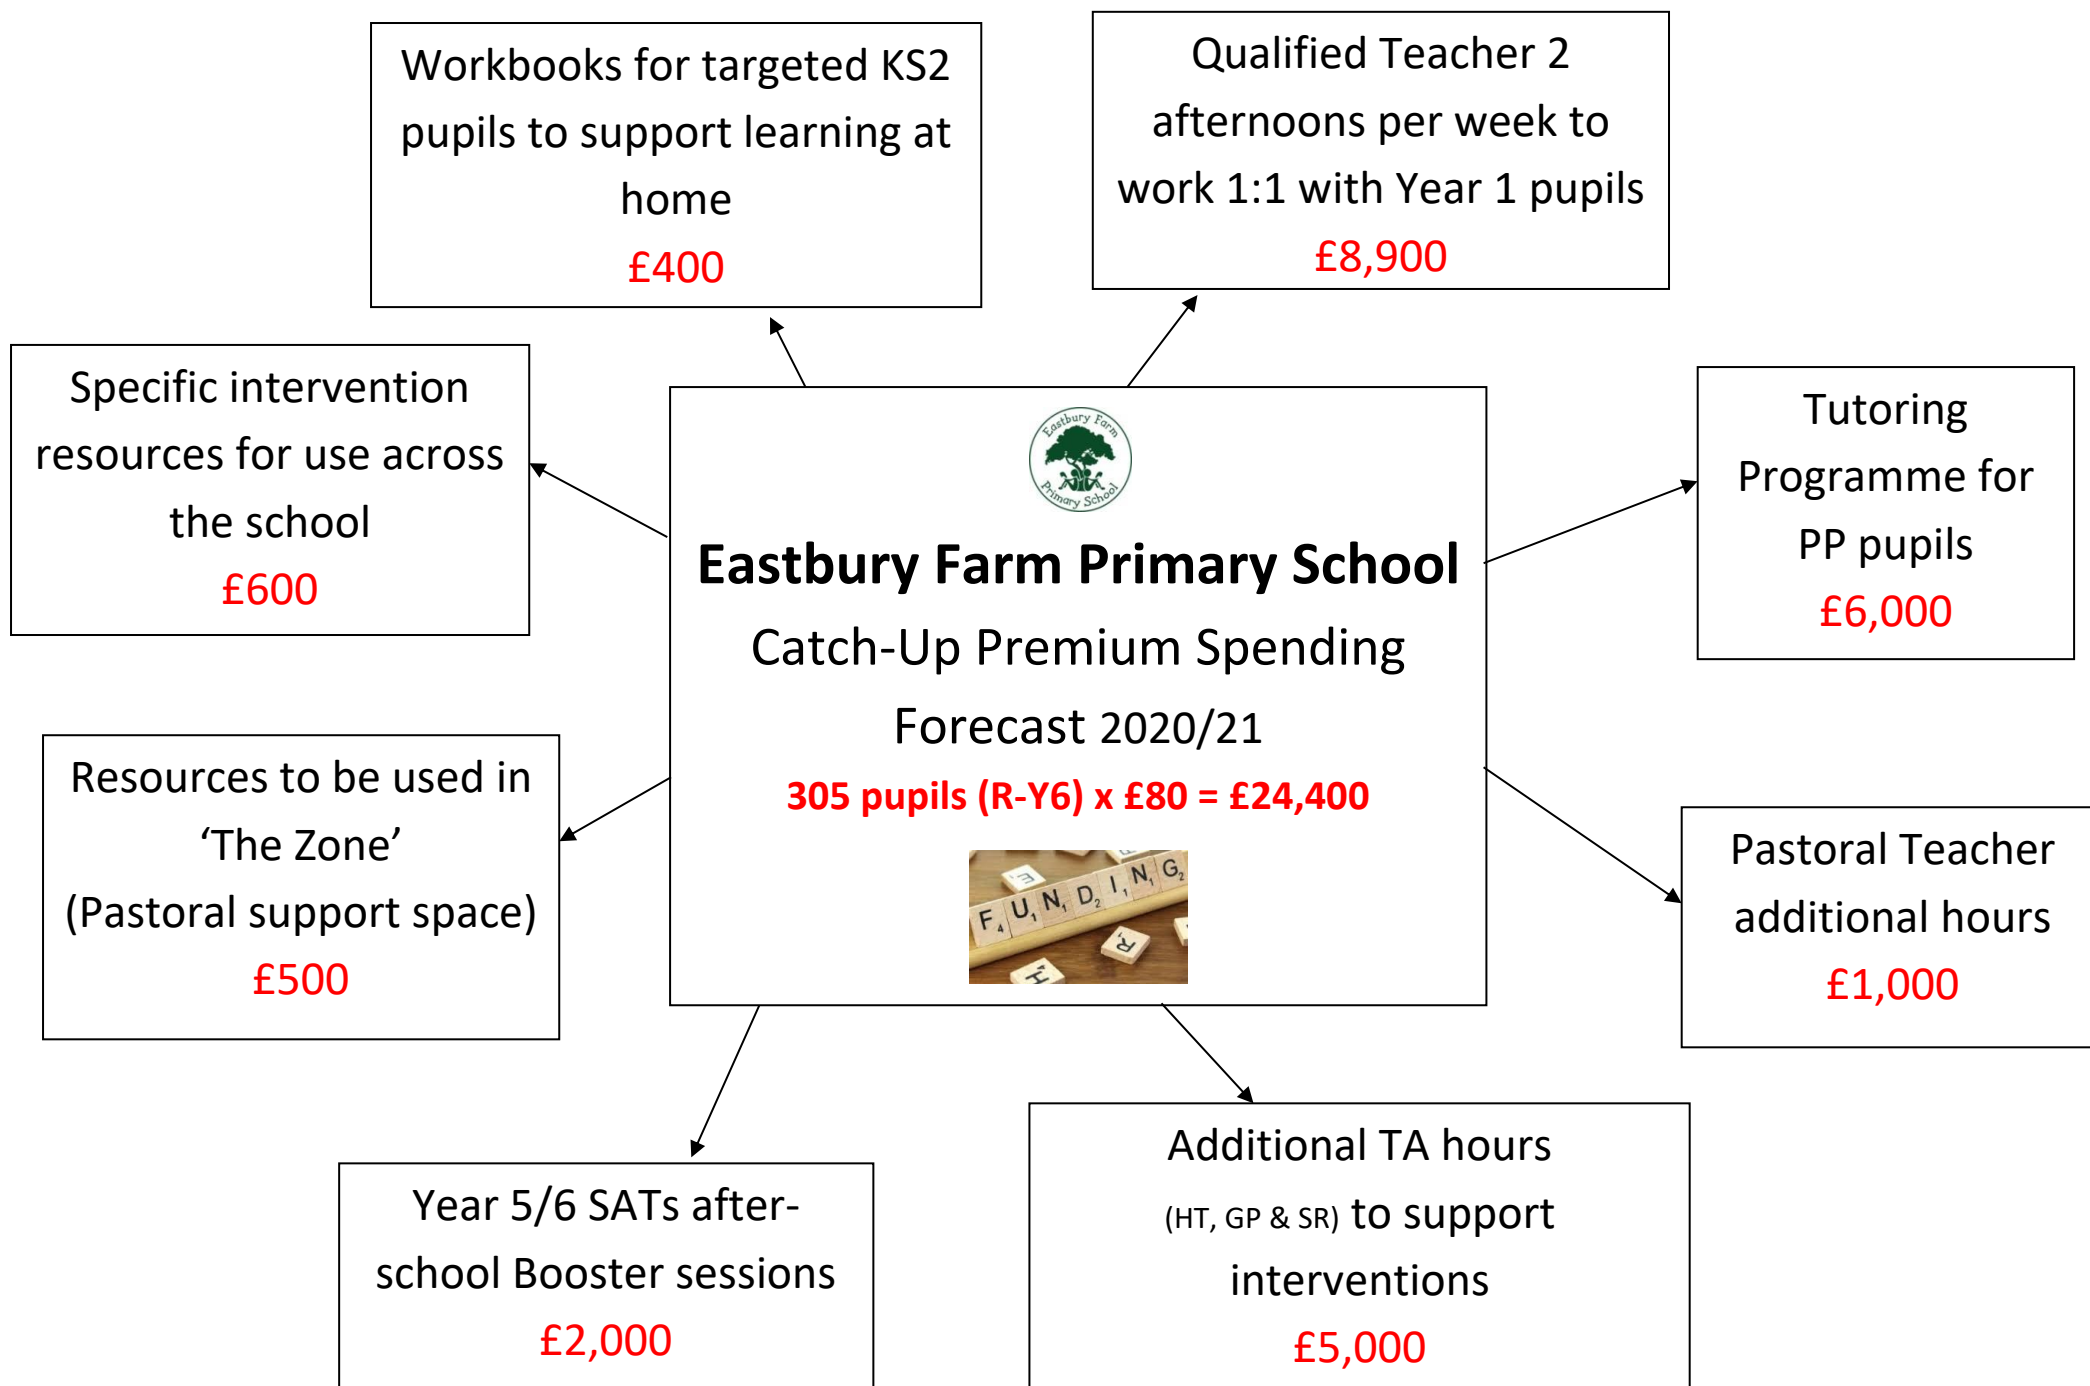 Workbooks for targeted KS2
pupils to support learning at
home
£400
Qualified Teacher 2
afternoons per week to
work 1:1 with Year 1 pupils
£8,900
Specific intervention
resources for use across
the school
£600
Eastbury Farm
Primary School
Eastbury Farm Primary School
Catch-Up Premium Spending
Forecast 2020/21
305 pupils (R-Y6) x £80 = £24,400
FUNDING
Tutoring
Programme for
PP pupils
£6,000
Resources to be used in
‘The Zone’
(Pastoral support space)
£500
Pastoral Teacher
additional hours
£1,000
Year 5/6 SATs after-
school Booster sessions
£2,000
Additional TA hours
(HT, GP & SR) to support
interventions
£5,000